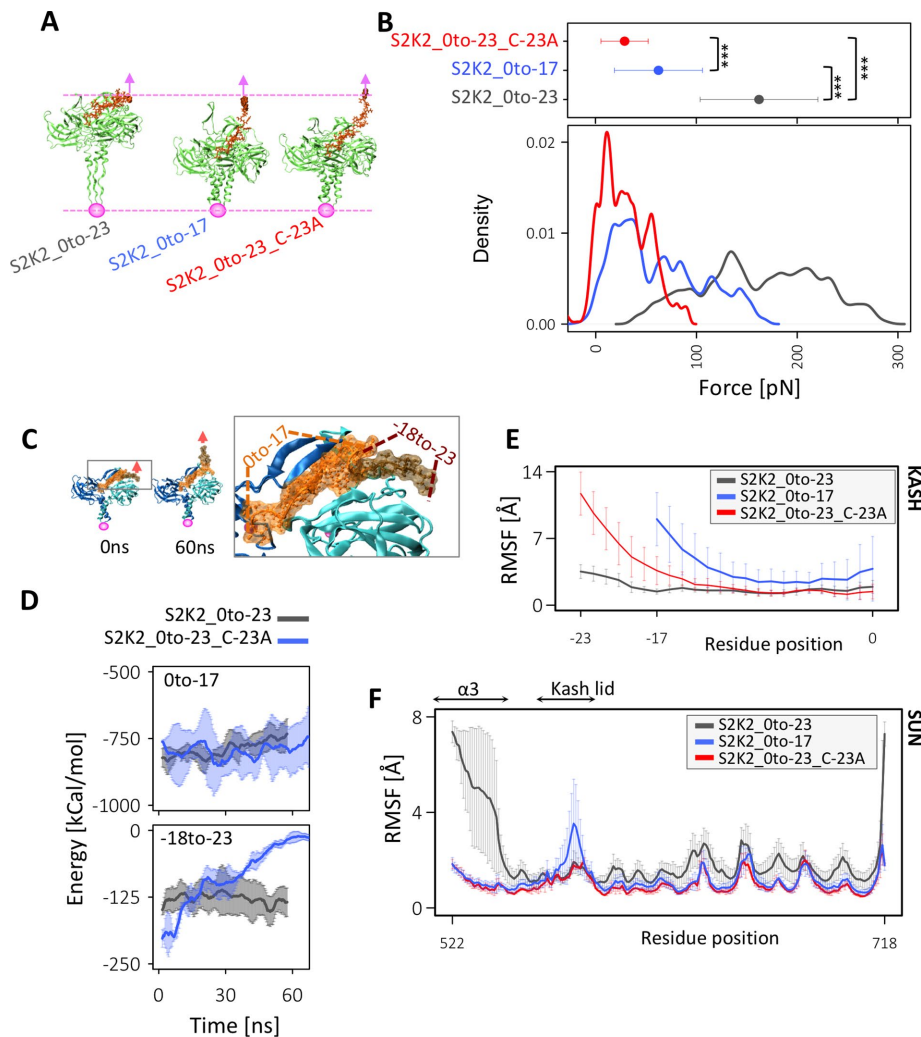 A
S2K2_0to-23
S2K2_0to-17
S2K2_0to-23_C-23A
B
S2K2_0to-23_C-23A
S2K2_0to-17
S2K2_0to-23
***
***
***
0.02
0.01
0.00
Density
0
100
200
300
Force [pN]
C
0ns
60ns
0to-17
-18to-23
D
S2K2_0to-23
S2K2_0to-23_C-23A
-500
-750
-1000
0to-17
0
-125
-250
-18to-23
Energy [kCal/mol]
0
30
60
Time [ns]
E
KASH
14
7
0
RMSF [Å]
S2K2_0to-23
S2K2_0to-17
S2K2_0to-23_C-23A
-23
-17
Residue position
0
F
α3
Kash lid
SUN
8
4
0
RMSF [Å]
S2K2_0to-23
S2K2_0to-17
S2K2_0to-23_C-23A
522
Residue position
718